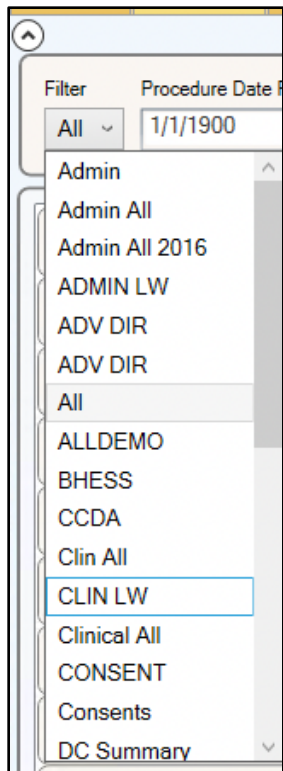 Filter Procedure Date F
All 1/1/1900
Admin
Admin All
Admin All 2016
ADMIN LW
ADV DIR
ADV DIR
All
ALLDEMO
BHESS
CCDA
Clin All
CLIN LW
Clinical All
CONSENT
Consents
DC Summary